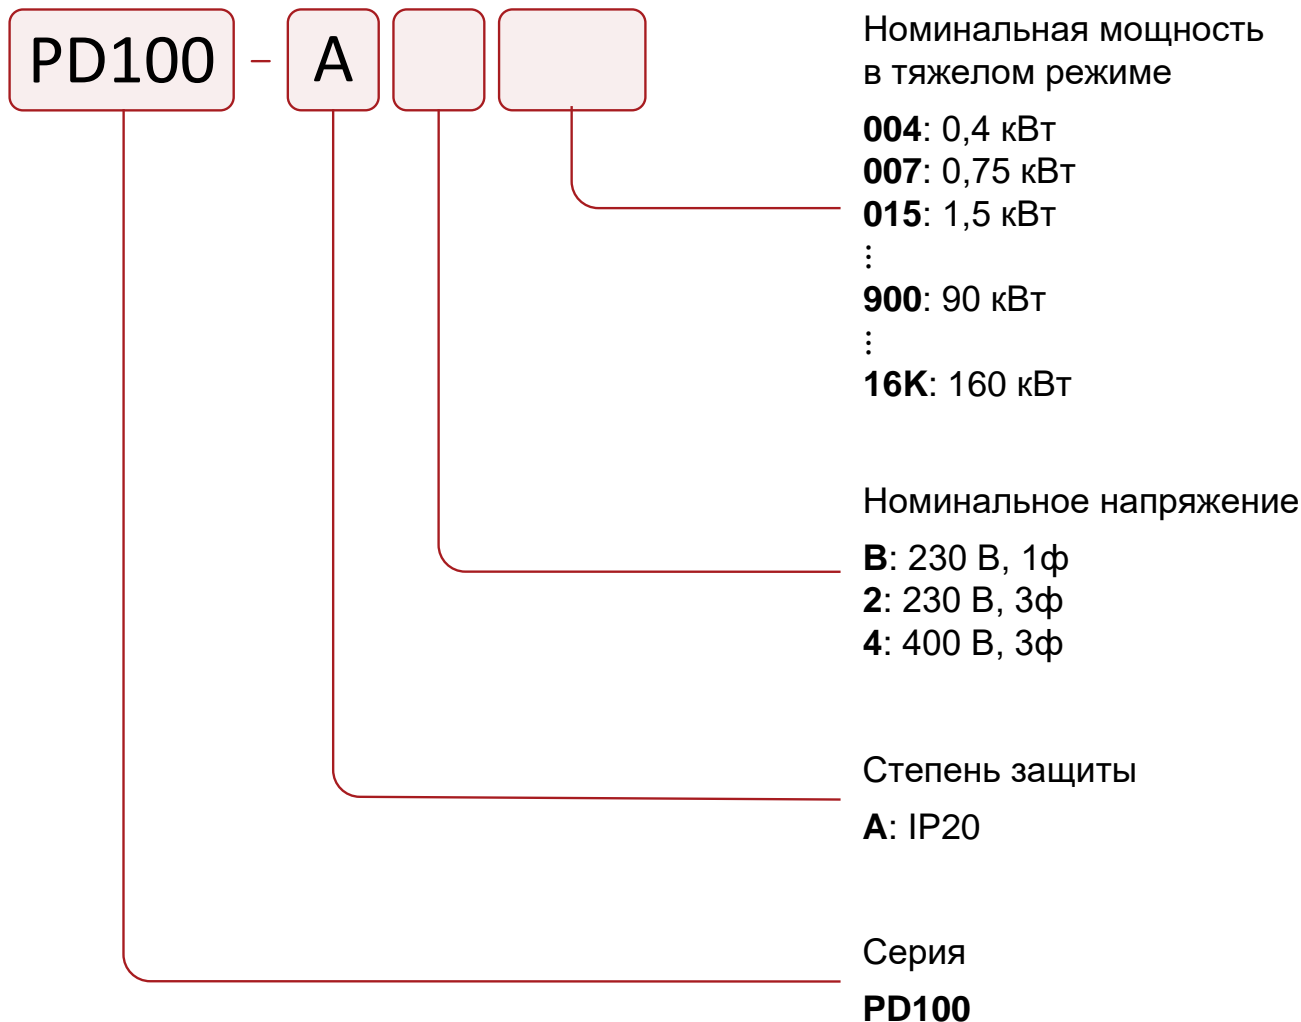 PD100 - A
Номинальная мощность
в тяжелом режиме
004: 0,4 кВт
007: 0,75 кВт
015: 1,5 кВт
⋮
900: 90 кВт
⋮
16K: 160 кВт
Номинальное напряжение
B: 230 В, 1ф
2: 230 В, 3ф
4: 400 В, 3ф
Степень защиты
A: IP20
Серия
PD100